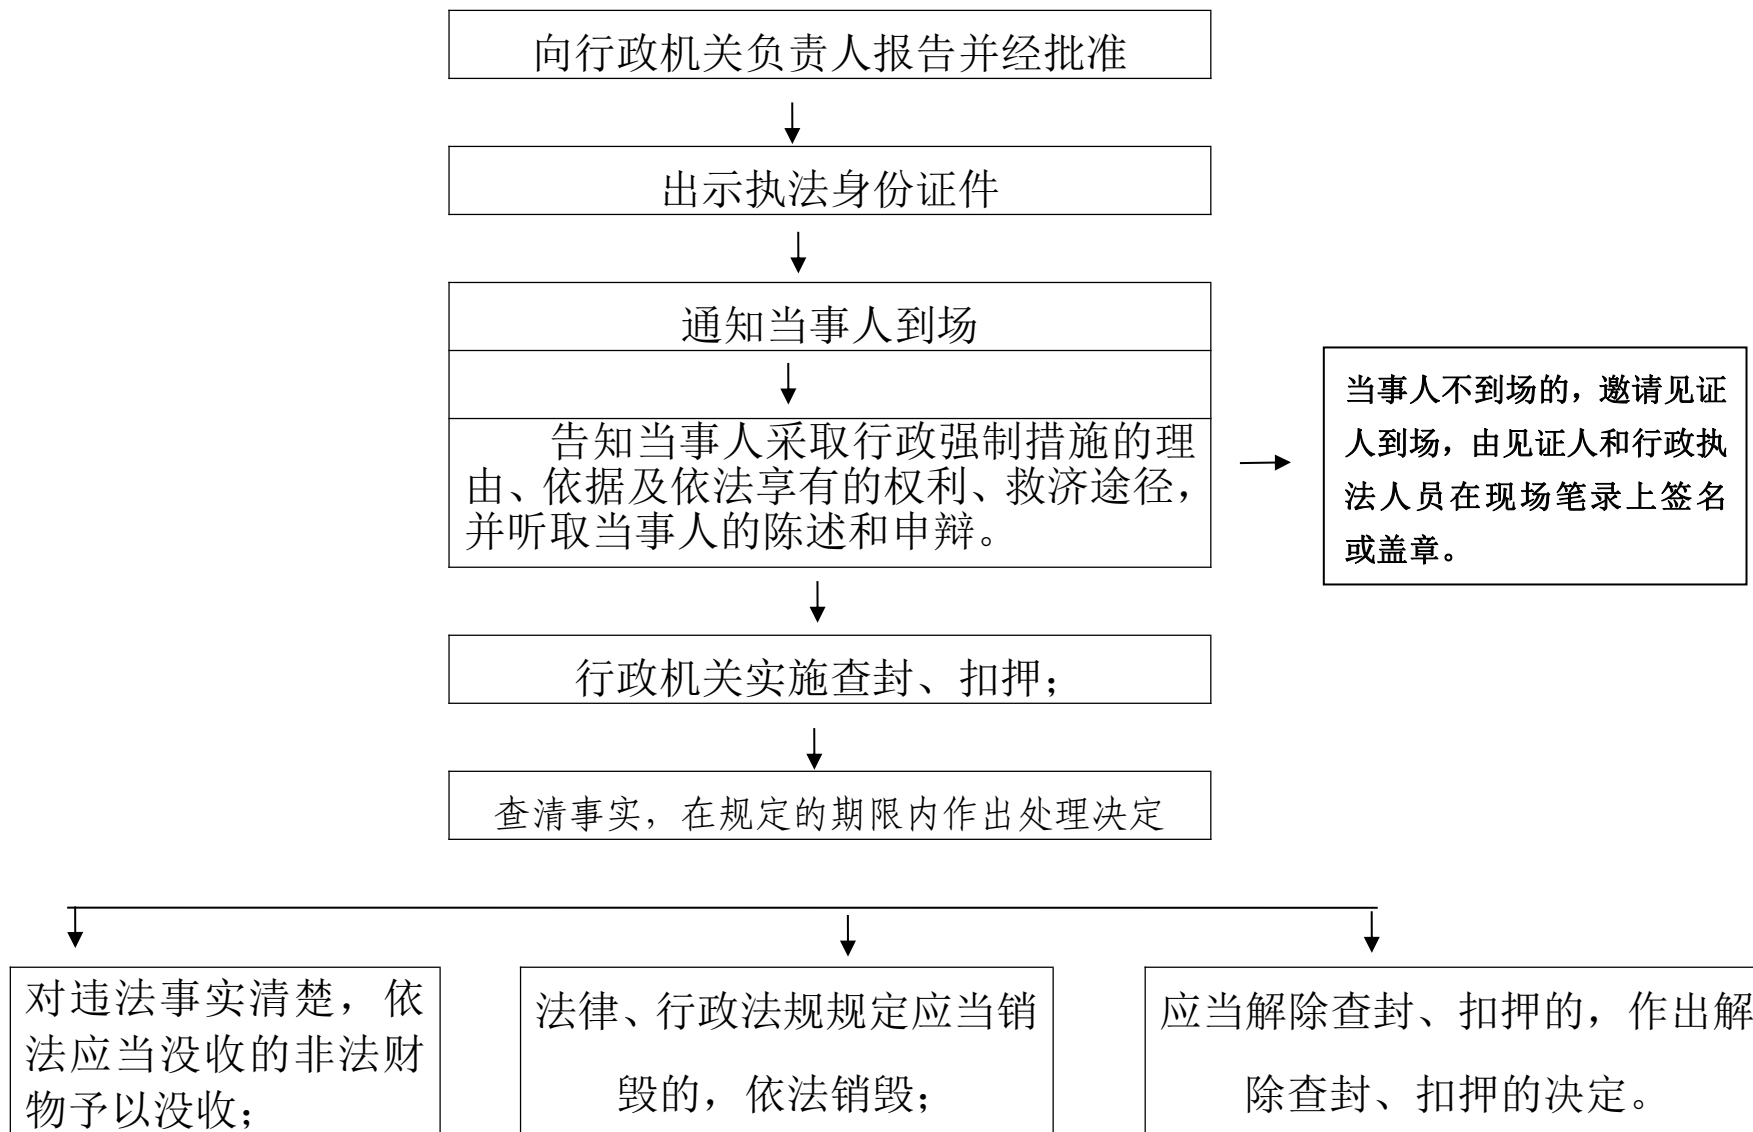 向行政机关负责人报告并经批准
出示执法身份证件
通知当事人到场
告知当事人采取行政强制措施的理
由、依据及依法享有的权利、救济途径，
并听取当事人的陈述和申辩。
当事人不到场的，邀请见证
人到场，由见证人和行政执
法人员在现场笔录上签名
或盖章。
行政机关实施查封、扣押；
查清事实，在规定的期限内作出处理决定
对违法事实清楚，依
法应当没收的非法财
物予以没收；
法律、行政法规规定应当销
毁的，依法销毁；
应当解除查封、扣押的，作出解
除查封、扣押的决定。